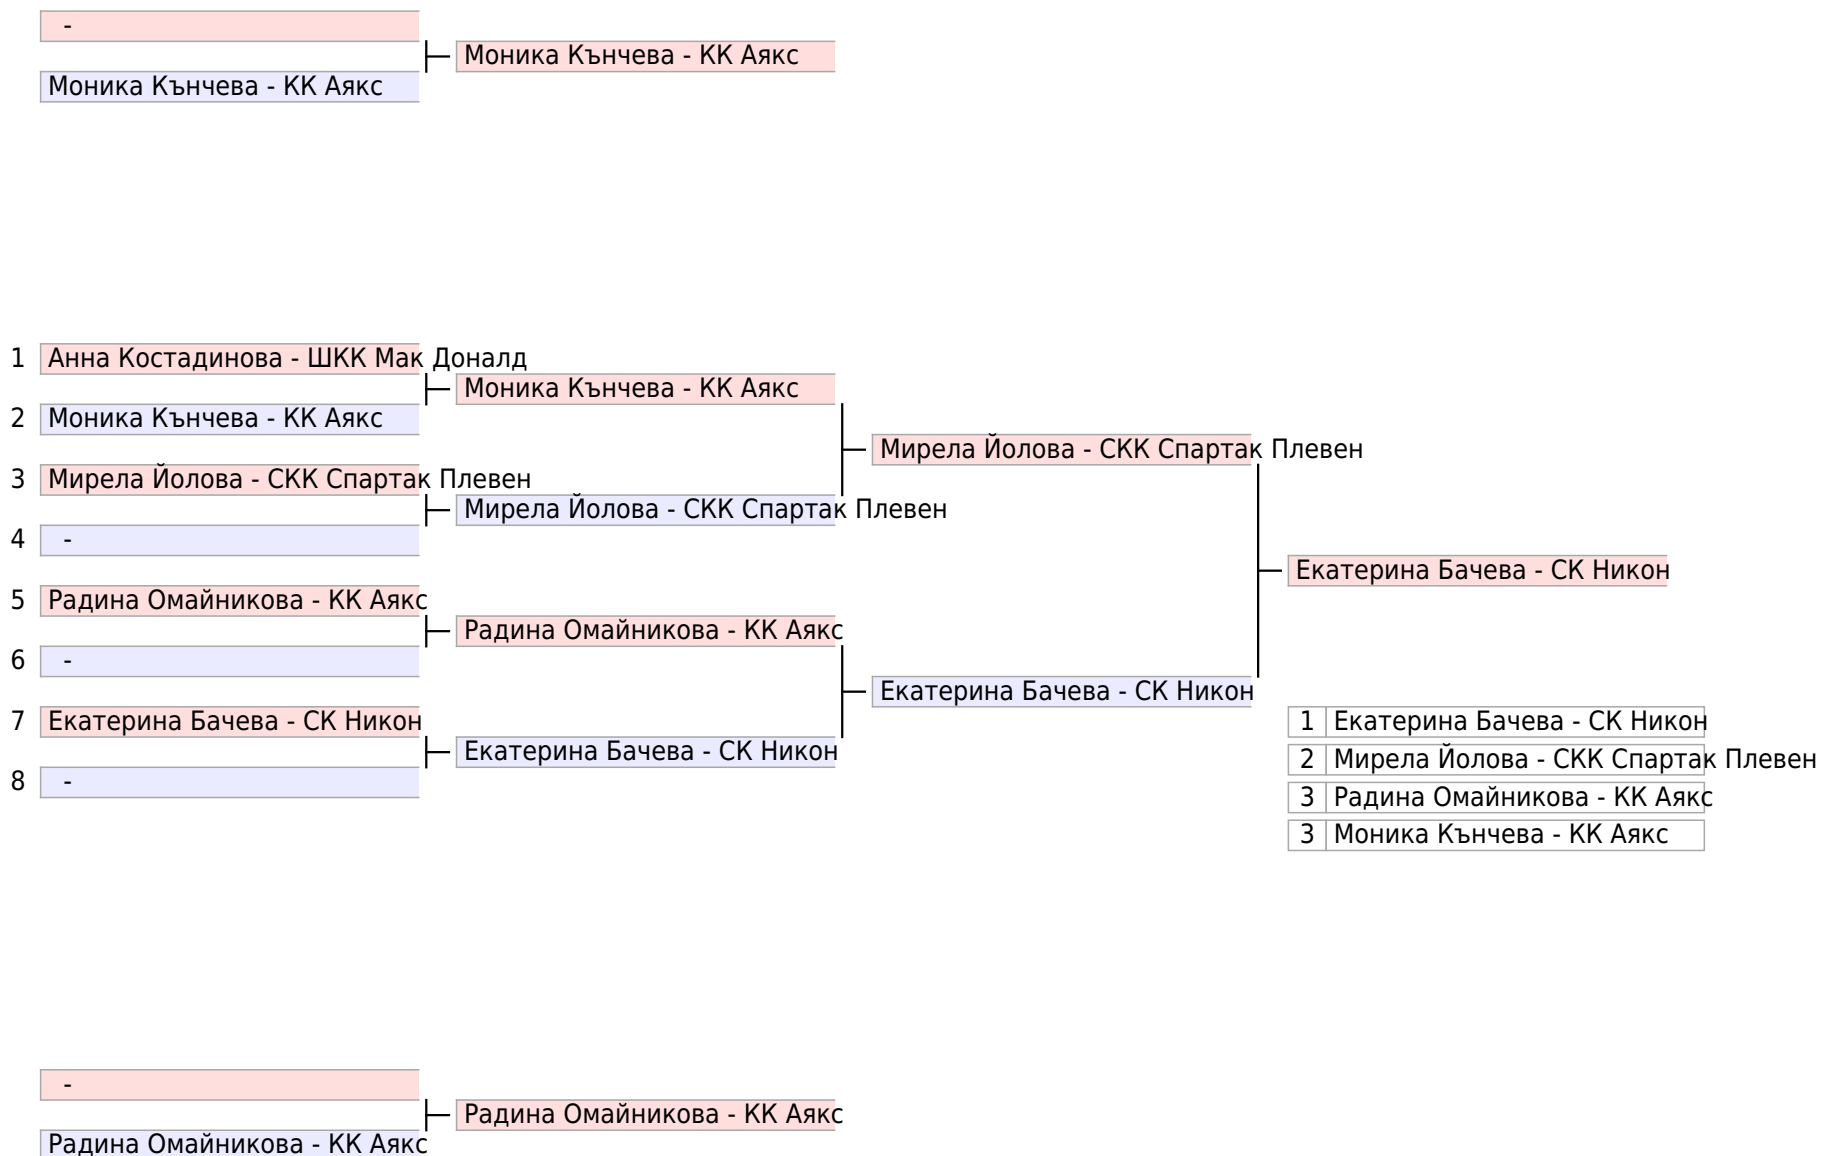 -
Моника Кънчева - КК Аякс
Моника Кънчева - КК Аякс
1 Анна Костадинова - ШКК Мак Доналд
Моника Кънчева - КК Аякс
2 Моника Кънчева - КК Аякс
Мирела Йолова - СКК Спартак Плевен
3 Мирела Йолова - СКК Спартак Плевен
Мирела Йолова - СКК Спартак Плевен
4 -
Екатерина Бачева - СК Никон
5 Радина Омайникова - КК Аякс
Радина Омайникова - КК Аякс
6 -
Екатерина Бачева - СК Никон
7 Екатерина Бачева - СК Никон
Екатерина Бачева - СК Никон
8 -
1 Екатерина Бачева - СК Никон
2 Мирела Йолова - СКК Спартак Плевен
3 Радина Омайникова - КК Аякс
3 Моника Кънчева - КК Аякс
-
Радина Омайникова - КК Аякс
Радина Омайникова - КК Аякс